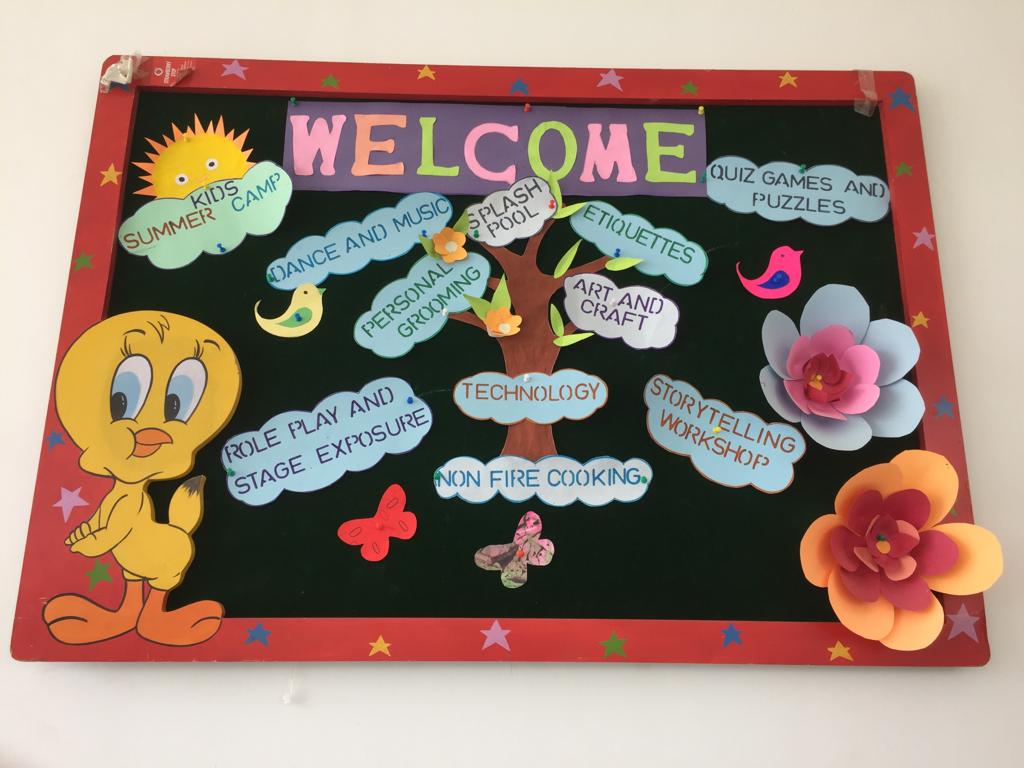 WELCOME
KIDS
SUMMER CAMP
QUIZ GAMES AND
PUZZLES
DANCE AND MUSIC
SPLASH
POOL
ETIQUETTES
PERSONAL
GROOMING
ART AND
CRAFT
TECHNOLOGY
ROLE PLAY AND
STAGE EXPOSURE
STORYTELLING
WORKSHOP
NON FIRE COOKING